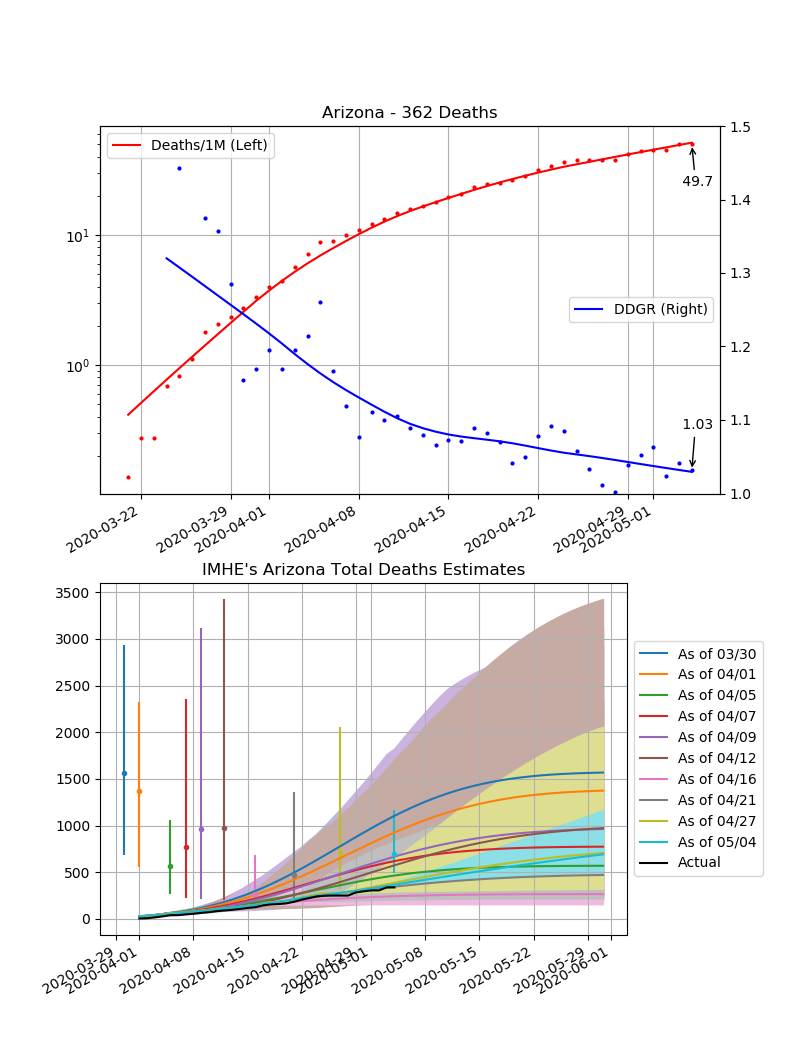 Arizona - 362 Deaths
Deaths/1M (Left)
DDGR (Right)
49.7
1.03
10¹
10⁰
1.5
1.4
1.3
1.2
1.1
1.0
2020-03-22
2020-03-29
2020-04-01
2020-04-08
2020-04-15
2020-04-22
2020-04-29
2020-05-01
IMHE's Arizona Total Deaths Estimates
3500
3000
2500
2000
1500
1000
500
0
2020-03-29
2020-04-01
2020-04-08
2020-04-15
2020-04-22
2020-04-29
2020-05-01
2020-05-08
2020-05-15
2020-05-22
2020-05-29
2020-06-01
As of 03/30
As of 04/01
As of 04/05
As of 04/07
As of 04/09
As of 04/12
As of 04/16
As of 04/21
As of 04/27
As of 05/04
Actual